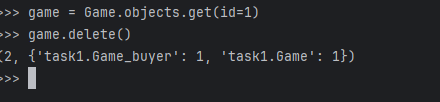 >>> game = Game.objects.get(id=1)
>>> game.delete()
(2, {'task1.Game_buyer': 1, 'task1.Game': 1})
>>>